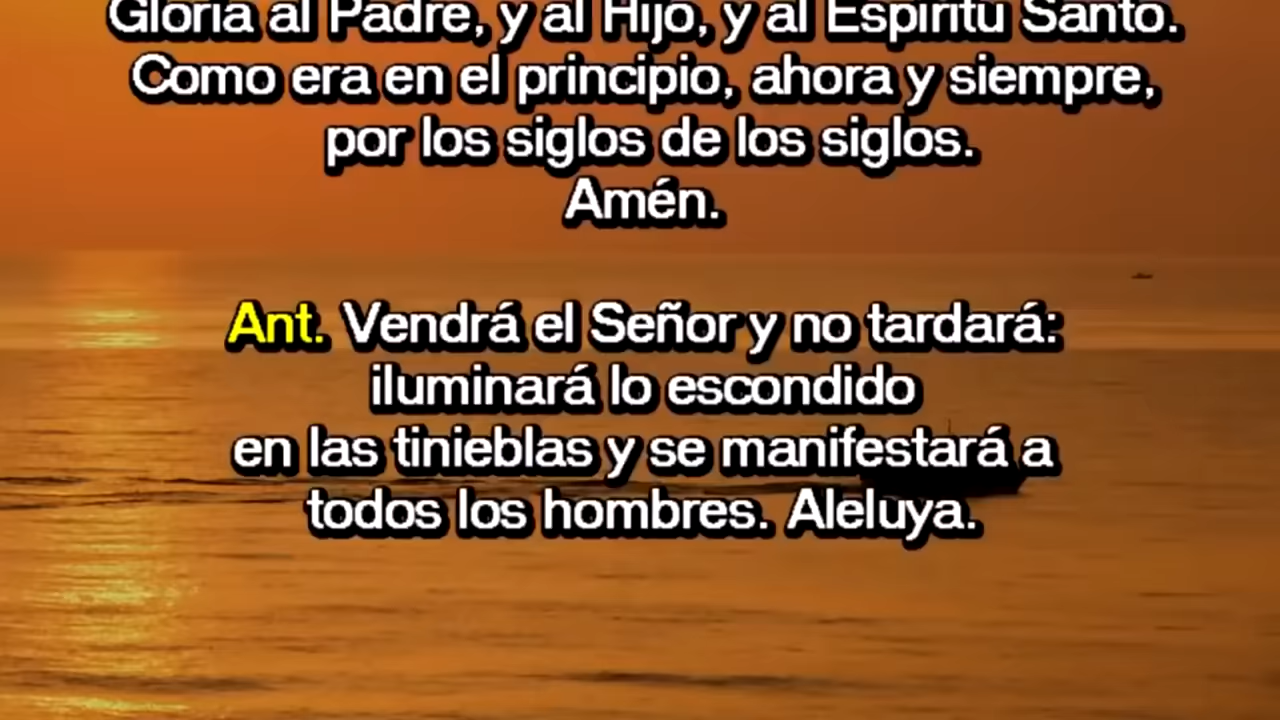 Gloria al Padre, y al Hijo, y al Espíritu Santo.
Como era en el principio, ahora y siempre,
por los siglos de los siglos.
Amén.
Ant. Vendrá el Señor y no tardará:
iluminará lo escondido
en las tinieblas y se manifestará a
todos los hombres. Aleluya.